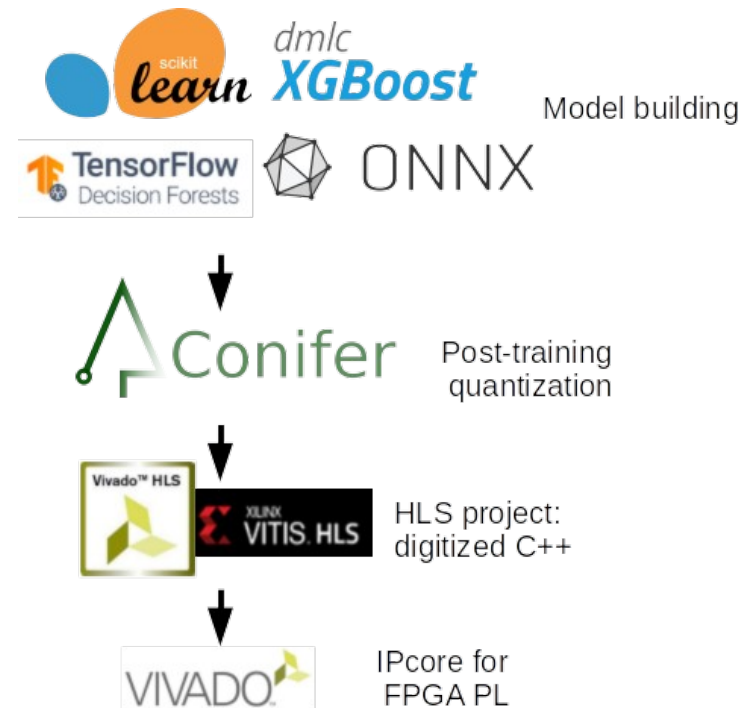 scikit
learn
dmlc
XGBoost
Model building
TensorFlow
Decision Forests
ONNX
Conifer
Post-training
quantization
Vivado™ HLS
XILINX
VITIS. HLS
HLS project:
digitized C++
VIVADO™
IPcore for
FPGA PL